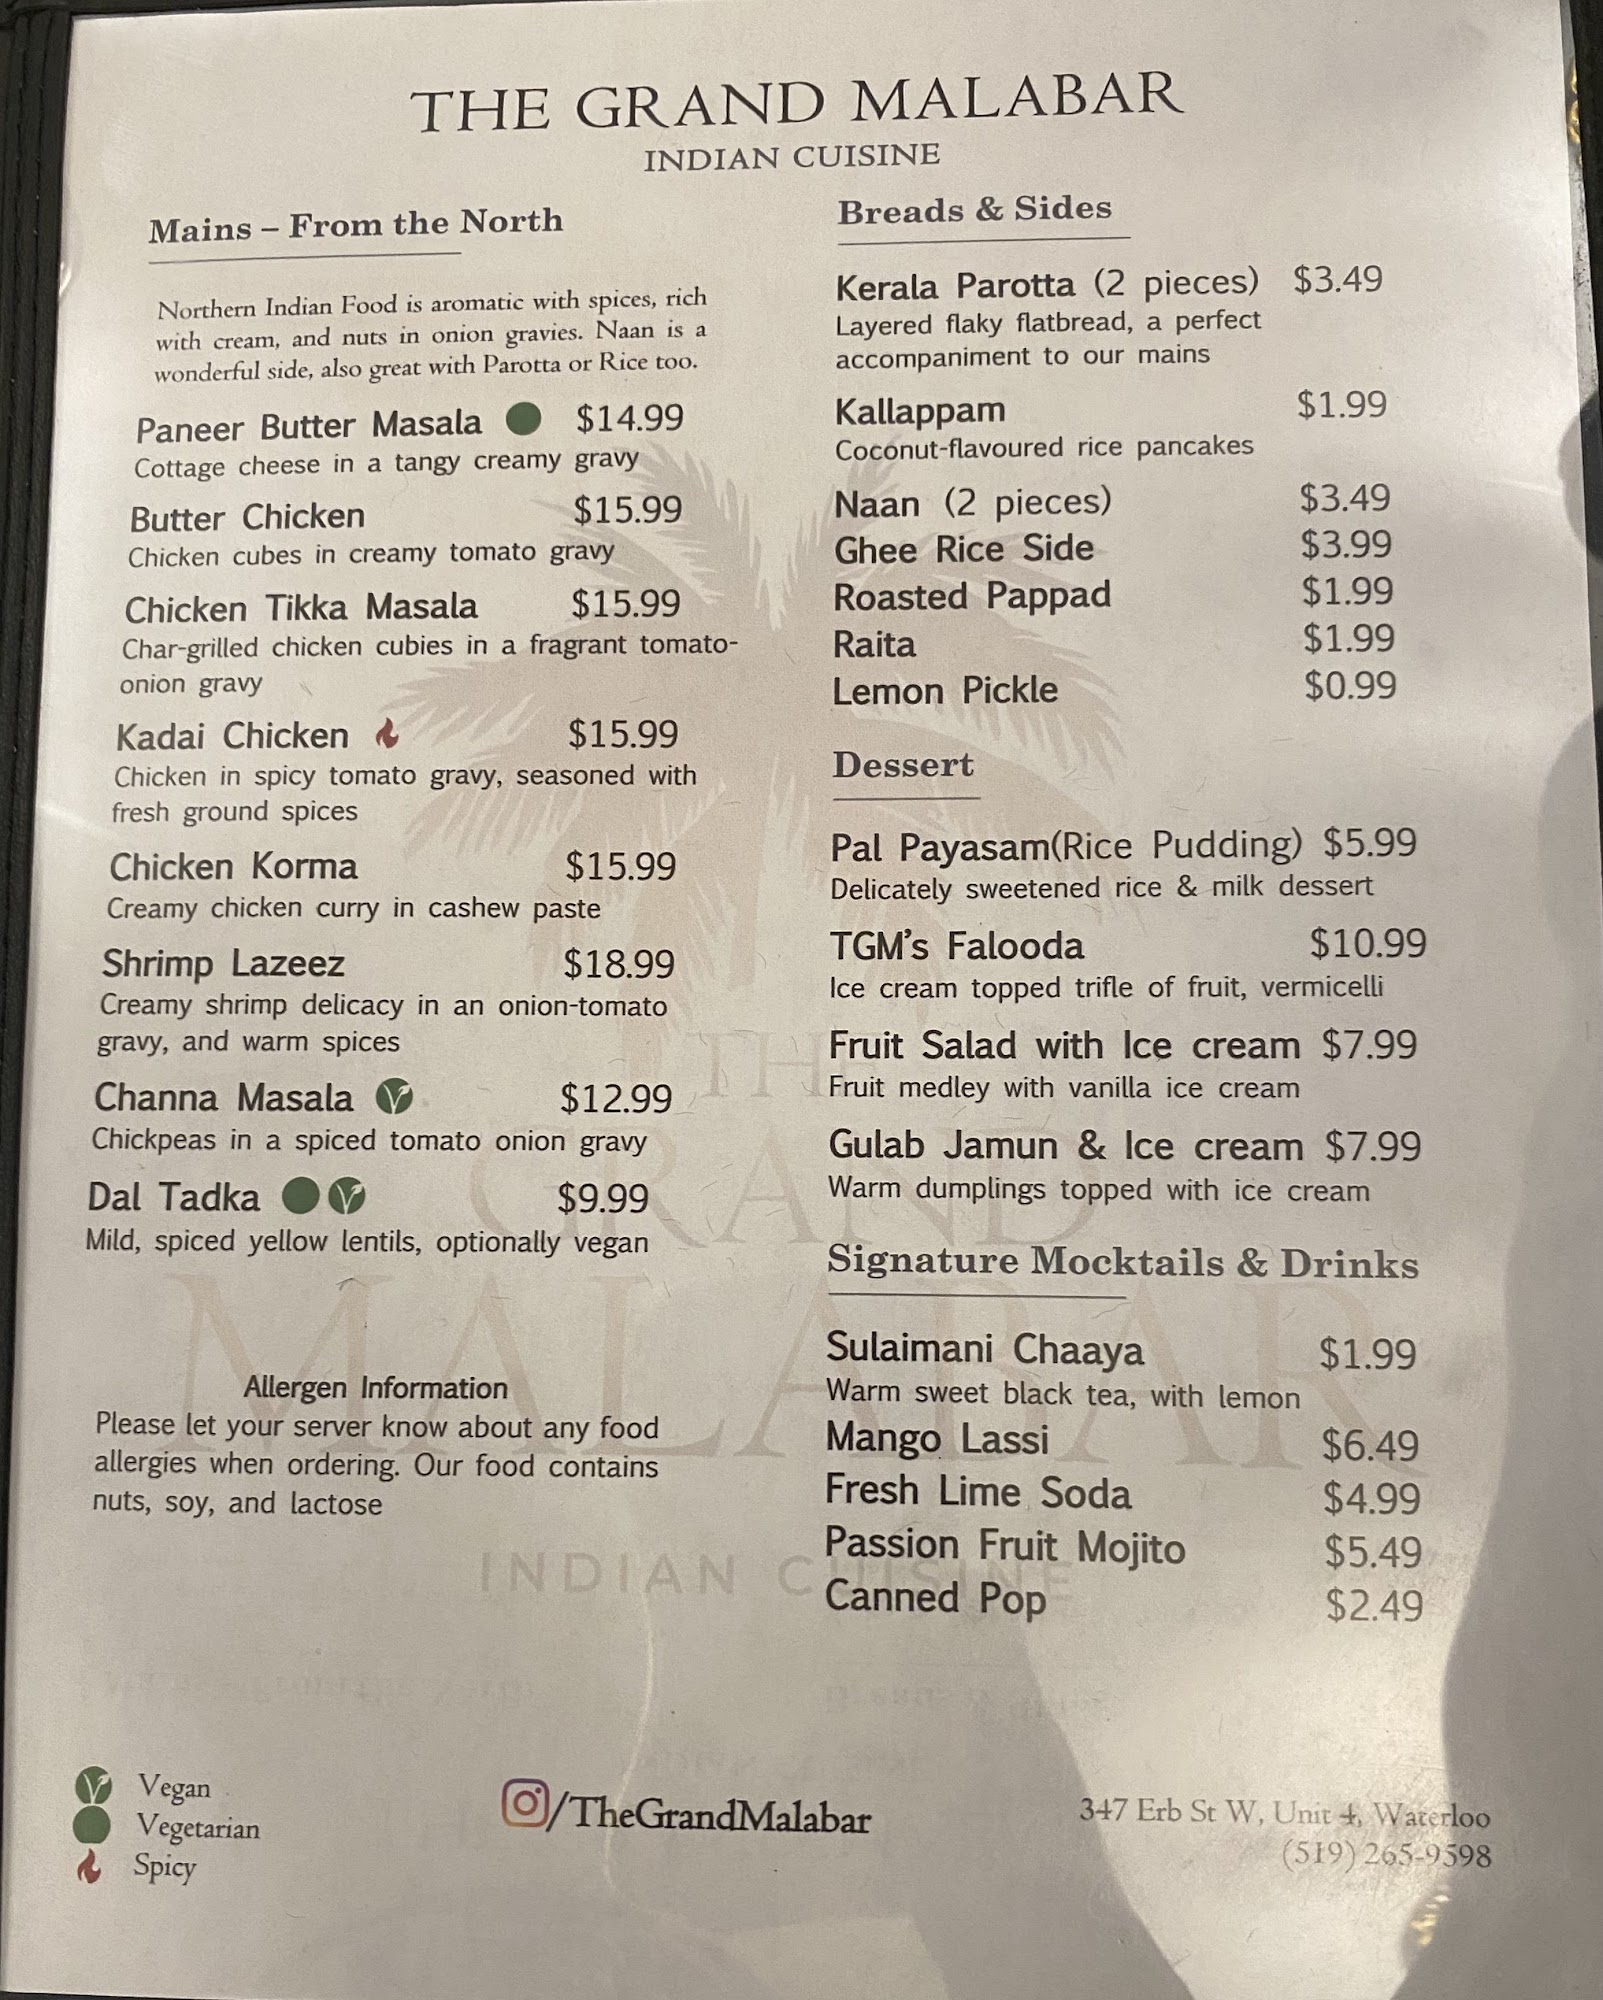 THE GRAND MALABAR
INDIAN CUISINE
Mains – From the North
Northern Indian Food is aromatic with spices, rich
with cream, and nuts in onion gravies. Naan is a
wonderful side, also great with Parotta or Rice too.
Paneer Butter Masala $14.99
Cottage cheese in a tangy creamy gravy
Butter Chicken $15.99
Chicken cubes in creamy tomato gravy
Chicken Tikka Masala $15.99
Char-grilled chicken cubies in a fragrant tomato-
onion gravy
Kadai Chicken $15.99
Chicken in spicy tomato gravy, seasoned with
fresh ground spices
Chicken Korma $15.99
Creamy chicken curry in cashew paste
Shrimp Lazeez $18.99
Creamy shrimp delicacy in an onion-tomato
gravy, and warm spices
Channa Masala V $12.99
Chickpeas in a spiced tomato onion gravy
Dal Tadka V $9.99
Mild, spiced yellow lentils, optionally vegan
Allergen Information
Please let your server know about any food
allergies when ordering. Our food contains
nuts, soy, and lactose
Breads & Sides
Kerala Parotta (2 pieces) $3.49
Layered flaky flatbread, a perfect
accompaniment to our mains
Kallappam $1.99
Coconut-flavoured rice pancakes
Naan (2 pieces) $3.49
Ghee Rice Side $3.99
Roasted Pappad $1.99
Raita $1.99
Lemon Pickle $0.99
Dessert
Pal Payasam(Rice Pudding) $5.99
Delicately sweetened rice & milk dessert
TGM's Falooda $10.99
Ice cream topped trifle of fruit, vermicelli
Fruit Salad with Ice cream $7.99
Fruit medley with vanilla ice cream
Gulab Jamun & Ice cream $7.99
Warm dumplings topped with ice cream
Signature Mocktails & Drinks
Sulaimani Chaaya $1.99
Warm sweet black tea, with lemon
Mango Lassi $6.49
Fresh Lime Soda $4.99
Passion Fruit Mojito $5.49
Canned Pop $2.49
THE
GRAND
MALABAR
INDIAN CUISINE
V Vegan
Vegetarian
Spicy
/TheGrandMalabar
347 Erb St W, Unit 4, Waterloo
(519) 265-9598